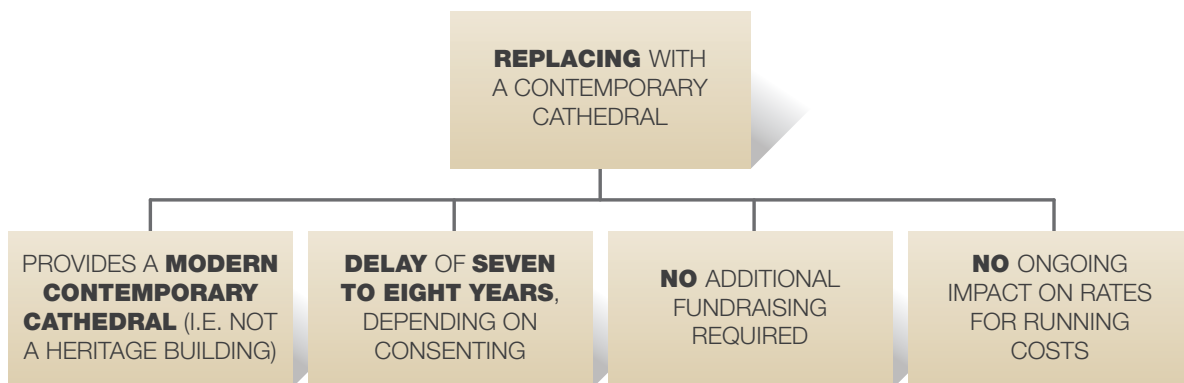 REPLACING WITH
A CONTEMPORARY
CATHEDRAL
PROVIDES A MODERN
CONTEMPORARY
CATHEDRAL (I.E. NOT
A HERITAGE BUILDING)
DELAY OF SEVEN
TO EIGHT YEARS,
DEPENDING ON
CONSENTING
NO ADDITIONAL
FUNDRAISING
REQUIRED
NO ONGOING
IMPACT ON RATES
FOR RUNNING
COSTS